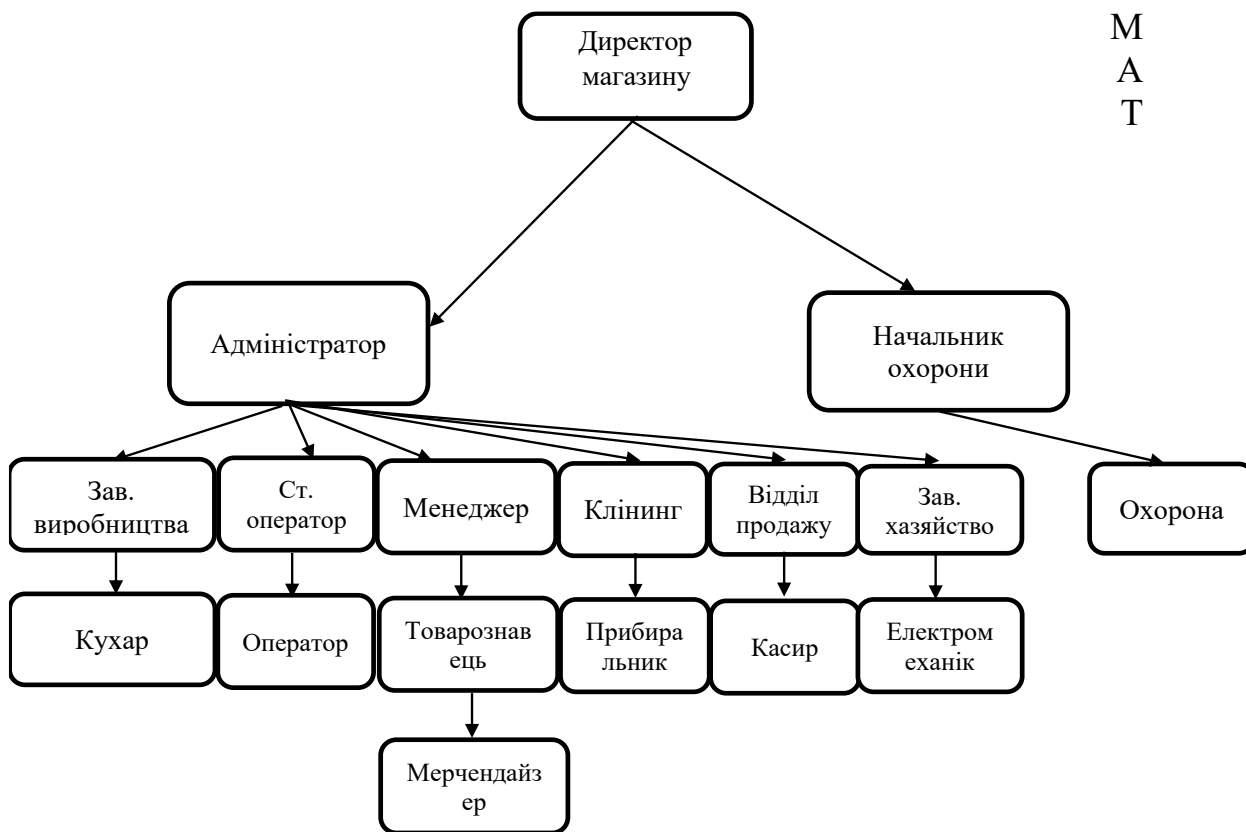 Директор
магазину
М
А
Т
Адміністратор
Начальник
охорони
Зав.
виробництва
Ст.
оператор
Менеджер
Клінинг
Відділ
продажу
Зав.
хазяйство
Охорона
Кухар
Оператор
Товарознав
ець
Прибира
льник
Касир
Електром
еханік
Мерчендайз
ер